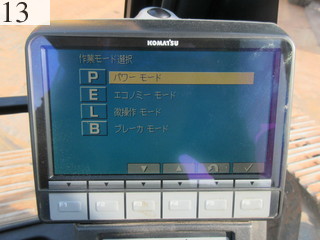 13
KOMATSU
作業モード選択
P パワー モード
E エコノミー モード
L 微操作 モード
B ブレーカ モード